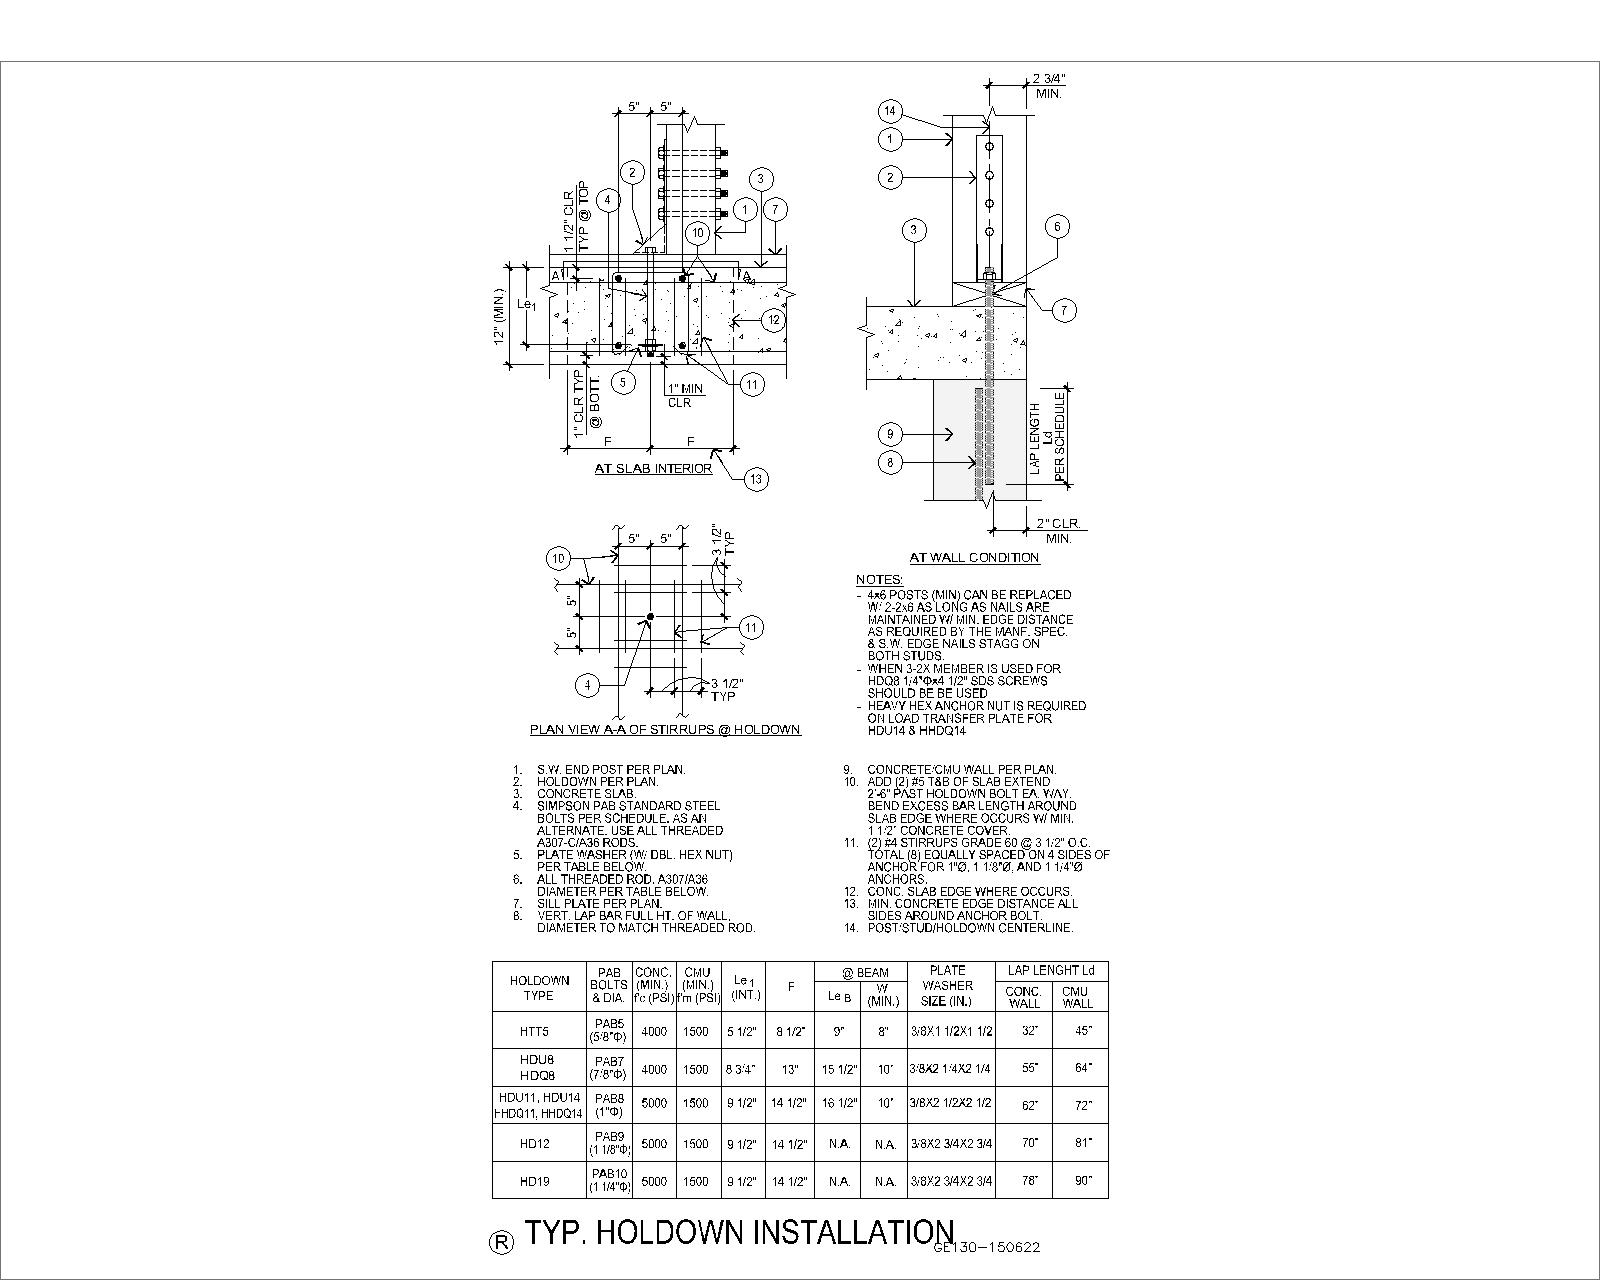 5" 5"
2
4
3
1
7
10
1 1/2" CLR
TYP @ TOP
A
A
12" (MIN.)
Le1
12
5
11
1" MIN
CLR
1" CLR TYP
@ BOTT.
F F
AT SLAB INTERIOR
13
2 3/4"
MIN.
14
1
2
3
6
7
9
8
LAP LENGTH
Ld
PER SCHEDULE
2" CLR.
MIN.
AT WALL CONDITION
5" 5"
3 1/2"
TYP
10
5"
5"
11
4
3 1/2"
TYP
PLAN VIEW A-A OF STIRRUPS @ HOLDOWN
NOTES:
- 4x6 POSTS (MIN) CAN BE REPLACED
W/ 2-2x6 AS LONG AS NAILS ARE
MAINTAINED W/ MIN. EDGE DISTANCE
AS REQUIRED BY THE MANF. SPEC.
& S.W. EDGE NAILS STAGG ON
BOTH STUDS.
- WHEN 3-2X MEMBER IS USED FOR
HDQ8 1/4"Φx4 1/2" SDS SCREWS
SHOULD BE BE USED
- HEAVY HEX ANCHOR NUT IS REQUIRED
ON LOAD TRANSFER PLATE FOR
HDU14 & HHDQ14
1. S.W. END POST PER PLAN.
2. HOLDOWN PER PLAN.
3. CONCRETE SLAB.
4. SIMPSON PAB STANDARD STEEL
BOLTS PER SCHEDULE. AS AN
ALTERNATE, USE ALL THREADED
A307-C/A36 RODS.
5. PLATE WASHER (W/ DBL. HEX NUT)
PER TABLE BELOW.
6. ALL THREADED ROD. A307/A36
DIAMETER PER TABLE BELOW.
7. SILL PLATE PER PLAN.
8. VERT. LAP BAR FULL HT. OF WALL,
DIAMETER TO MATCH THREADED ROD.
9. CONCRETE/CMU WALL PER PLAN.
10. ADD (2) #5 T&B OF SLAB EXTEND
2'-6" PAST HOLDOWN BOLT EA. WAY.
BEND EXCESS BAR LENGTH AROUND
SLAB EDGE WHERE OCCURS W/ MIN.
1 1/2" CONCRETE COVER.
11. (2) #4 STIRRUPS GRADE 60 @ 3 1/2" O.C.
TOTAL (8) EQUALLY SPACED ON 4 SIDES OF
ANCHOR FOR 1"Ø, 1 1/8"Ø, AND 1 1/4"Ø
ANCHORS.
12. CONC. SLAB EDGE WHERE OCCURS.
13. MIN. CONCRETE EDGE DISTANCE ALL
SIDES AROUND ANCHOR BOLT.
14. POST/STUD/HOLDOWN CENTERLINE.
HOLDOWN TYPE PAB BOLTS & DIA. CONC. (MIN.) f'c (PSI) CMU (MIN.) f'm (PSI) Le1 (INT.) F @ BEAM PLATE WASHER SIZE (IN.) LAP LENGHT Ld
Le B W (MIN.) CONC. WALL CMU WALL
HTT5 PAB5 (5/8"Φ) 4000 1500 5 1/2" 8 1/2" 9" 8" 3/8X1 1/2X1 1/2 32" 45"
HDU8 HDQ8 PAB7 (7/8"Φ) 4000 1500 8 3/4" 13" 15 1/2" 10" 3/8X2 1/4X2 1/4 55" 64"
HDU11, HDU14 HHDQ11, HHDQ14 PAB8 (1"Φ) 5000 1500 9 1/2" 14 1/2" 16 1/2" 10" 3/8X2 1/2X2 1/2 62" 72"
HD12 PAB9 (1 1/8"Φ) 5000 1500 9 1/2" 14 1/2" N.A. N.A. 3/8X2 3/4X2 3/4 70" 81"
HD19 PAB10 (1 1/4"Φ) 5000 1500 9 1/2" 14 1/2" N.A. N.A. 3/8X2 3/4X2 3/4 78" 90"
R TYP. HOLDOWN INSTALLATION
GE130-150622